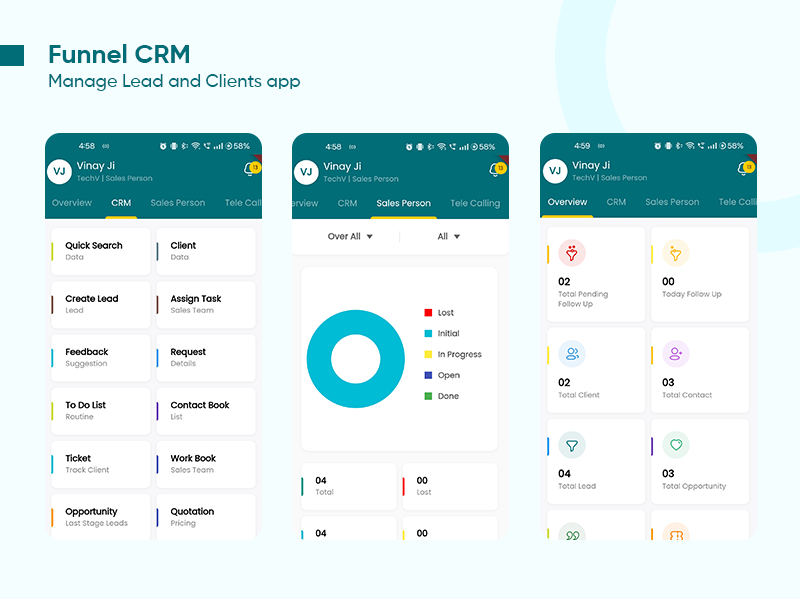 Funnel CRM
Manage Lead and Clients app
4:58
58%
VJ
Vinay Ji
TechV | Sales Person
13
Overview CRM Sales Person Tele Call
Quick Search
Data
Client
Data
Create Lead
Lead
Assign Task
Sales Team
Feedback
Suggestion
Request
Details
To Do List
Routine
Contact Book
List
Ticket
Track Client
Work Book
Sales Team
Opportunity
Last Stage Leads
Quotation
Pricing
4:58
58%
VJ
Vinay Ji
TechV | Sales Person
13
erview CRM Sales Person Tele Calling
Over All
All
Lost
Initial
In Progress
Open
Done
04
Total
00
Lost
04
00
4:59
58%
VJ
Vinay Ji
TechV | Sales Person
13
Overview CRM Sales Person Tele Calli
02
Total Pending
Follow Up
00
Today Follow Up
02
Total Client
03
Total Contact
04
Total Lead
03
Total Opportunity